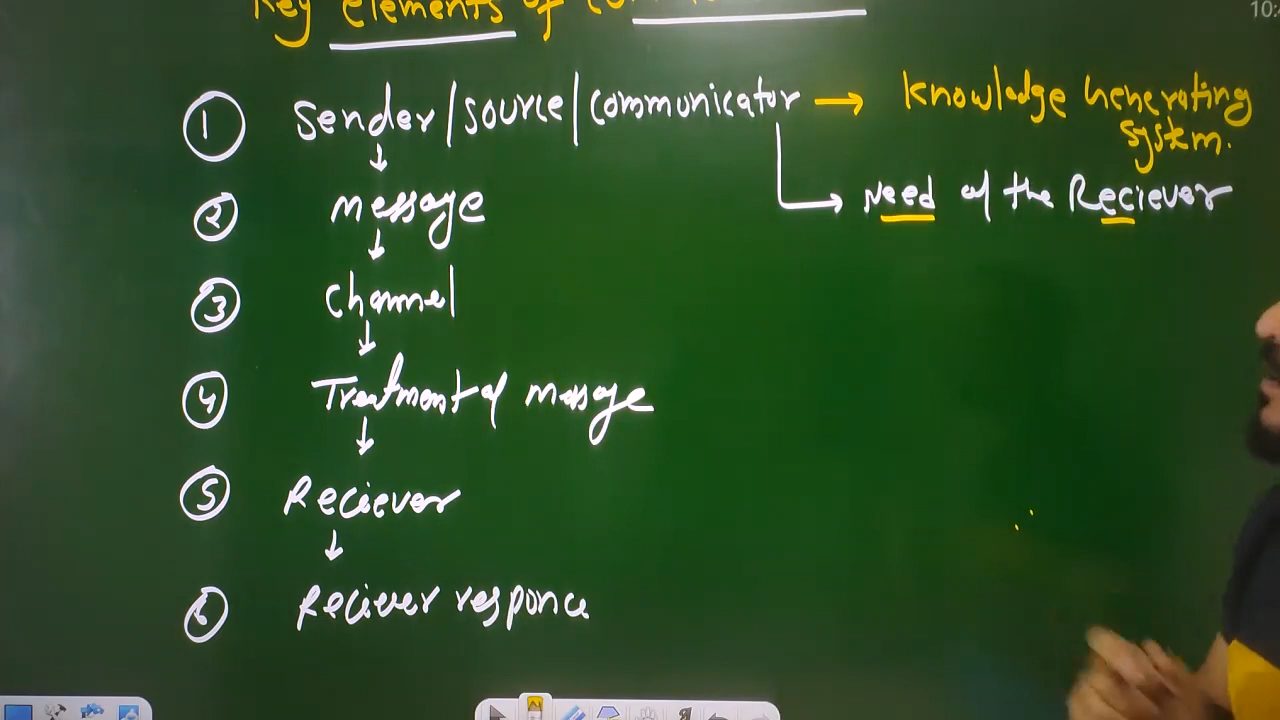 Key elements of
10:
① Sender/source/communicator → Knowledge Generating
system.
↓
→ Need of the Reciever
② message
↓
③ Channel
↓
④ Treatment of message
↓
⑤ Reciever
↓
⑥ Reciever responce